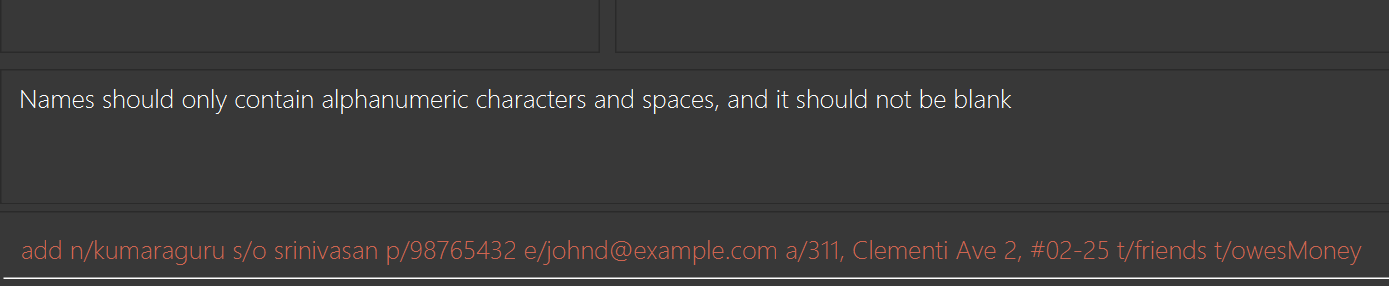 Names should only contain alphanumeric characters and spaces, and it should not be blank
add n/kumaraguru s/o srinivasan p/98765432 e/johnd@example.com a/311, Clementi Ave 2, #02-25 t/friends t/owesMoney